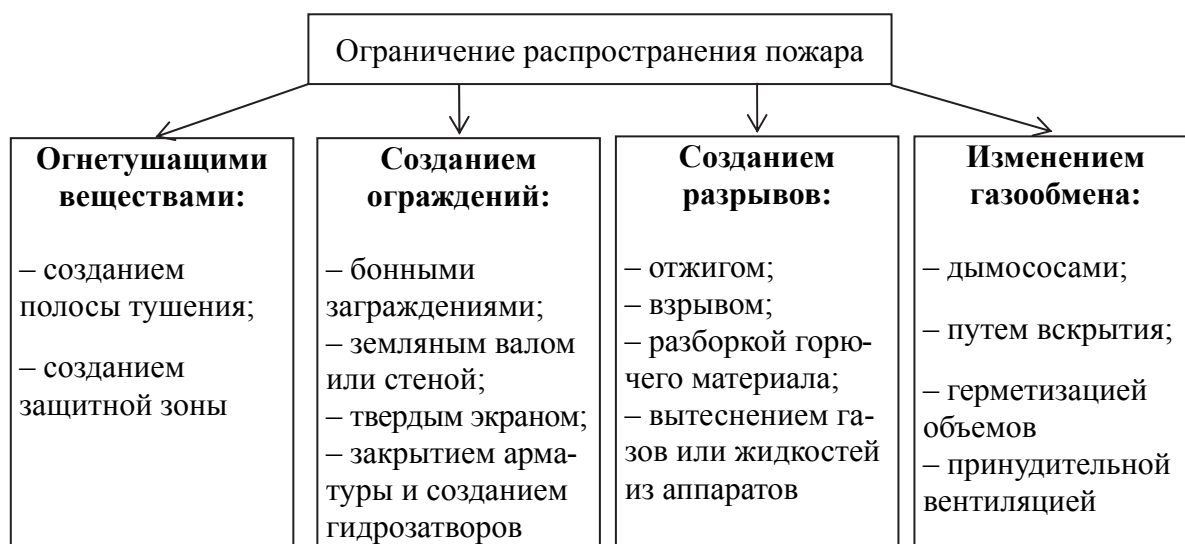 Ограничение распространения пожара
Огнетушащими
веществами:
– созданием
полосы тушения;
– созданием
защитной зоны
Созданием
ограждений:
– бонными
заграждениями;
– земляным валом
или стеной;
– твердым экраном;
– закрытием арма-
туры и созданием
гидрозатворов
Созданием
разрывов:
– отжигом;
– взрывом;
– разборкой горю-
чего материала;
– вытеснением га-
зов или жидкостей
из аппаратов
Изменением
газообмена:
– дымососами;
– путем вскрытия;
– герметизацией
объемов
– принудительной
вентиляцией